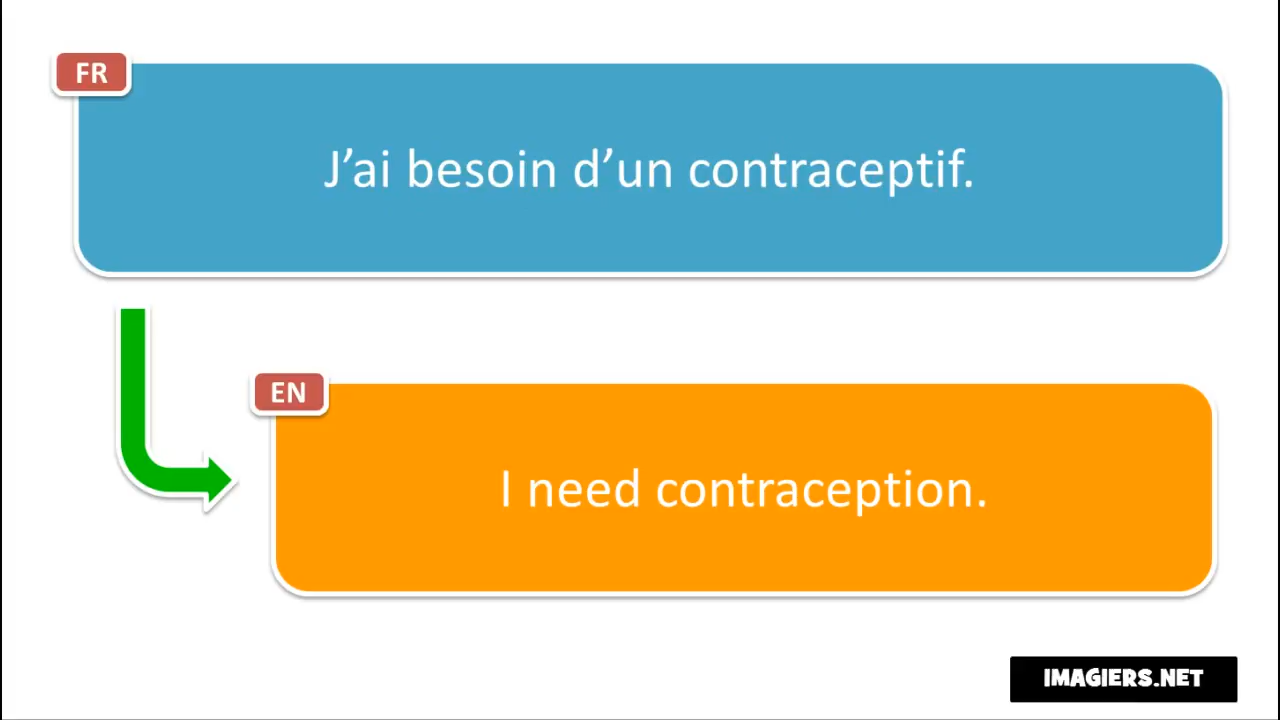 FR
J’ai besoin d’un contraceptif.
EN
I need contraception.
IMAGIERS.NET